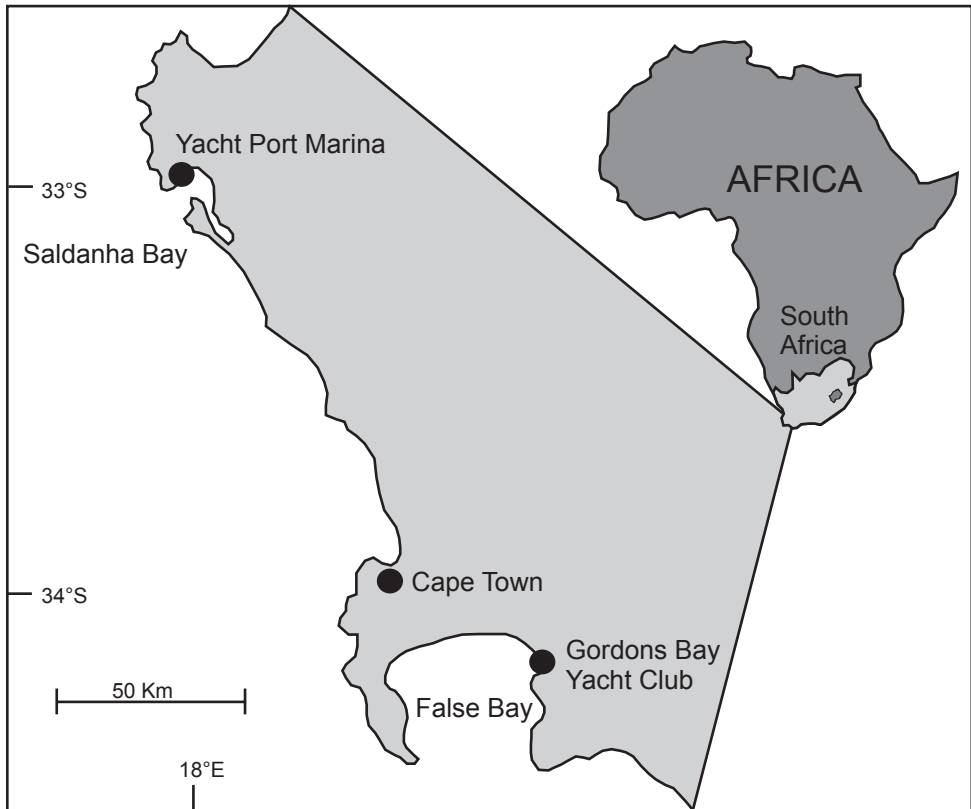 Yacht Port Marina
AFRICA
33°S
Saldanha Bay
South
Africa
Cape Town
34°S
Gordons Bay
Yacht Club
50 Km
False Bay
18°E